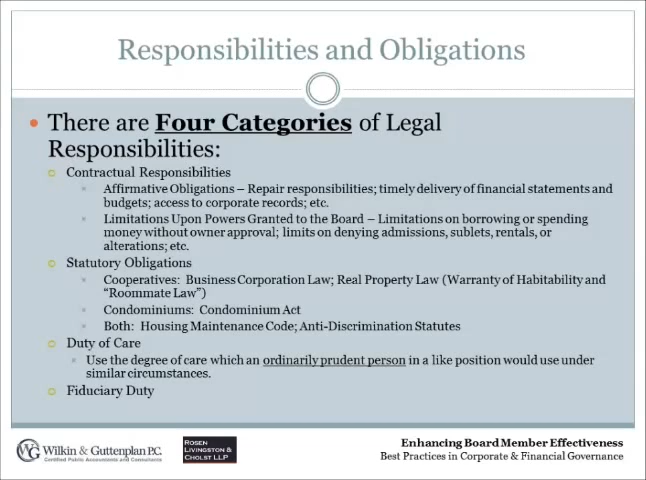 Responsibilities and Obligations
There are Four Categories of Legal
Responsibilities:
Contractual Responsibilities
Affirmative Obligations – Repair responsibilities; timely delivery of financial statements and
budgets; access to corporate records; etc.
Limitations Upon Powers Granted to the Board – Limitations on borrowing or spending
money without owner approval; limits on denying admissions, sublets, rentals, or
alterations; etc.
Statutory Obligations
Cooperatives: Business Corporation Law; Real Property Law (Warranty of Habitability and
“Roommate Law”)
Condominiums: Condominium Act
Both: Housing Maintenance Code; Anti-Discrimination Statutes
Duty of Care
Use the degree of care which an ordinarily prudent person in a like position would use under
similar circumstances.
Fiduciary Duty
WG Wilkin & Guttenplan P.C.
Certified Public Accountants and Consultants
Rosen
Livingston &
Cholst LLP
Enhancing Board Member Effectiveness
Best Practices in Corporate & Financial Governance